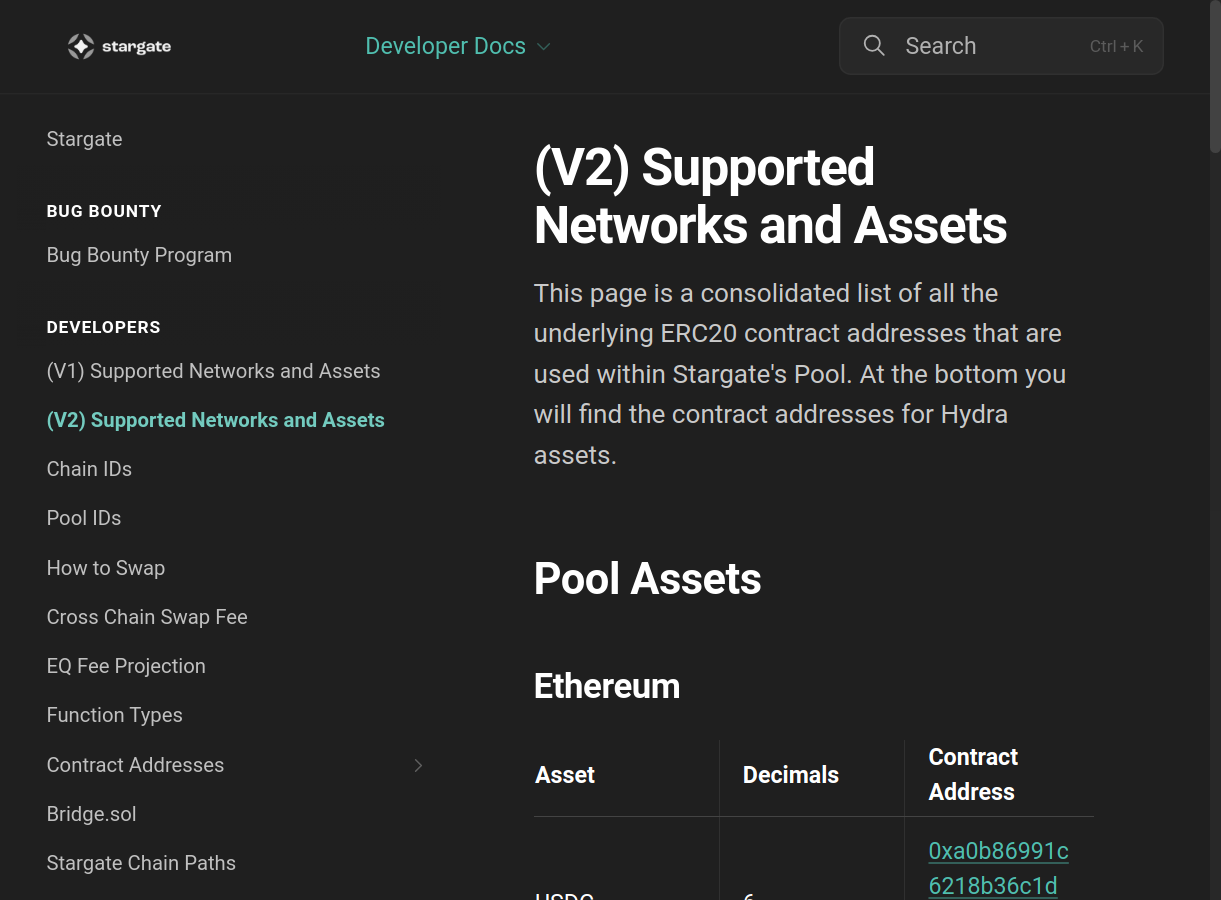 stargate
Developer Docs
Search
Ctrl + K
Stargate
BUG BOUNTY
Bug Bounty Program
DEVELOPERS
(V1) Supported Networks and Assets
(V2) Supported Networks and Assets
Chain IDs
Pool IDs
How to Swap
Cross Chain Swap Fee
EQ Fee Projection
Function Types
Contract Addresses
Bridge.sol
Stargate Chain Paths
(V2) Supported
Networks and Assets
This page is a consolidated list of all the
underlying ERC20 contract addresses that are
used within Stargate's Pool. At the bottom you
will find the contract addresses for Hydra
assets.
Pool Assets
Ethereum
Asset
Decimals
Contract
Address
0xa0b86991c
6218b36c1d
USDC
6